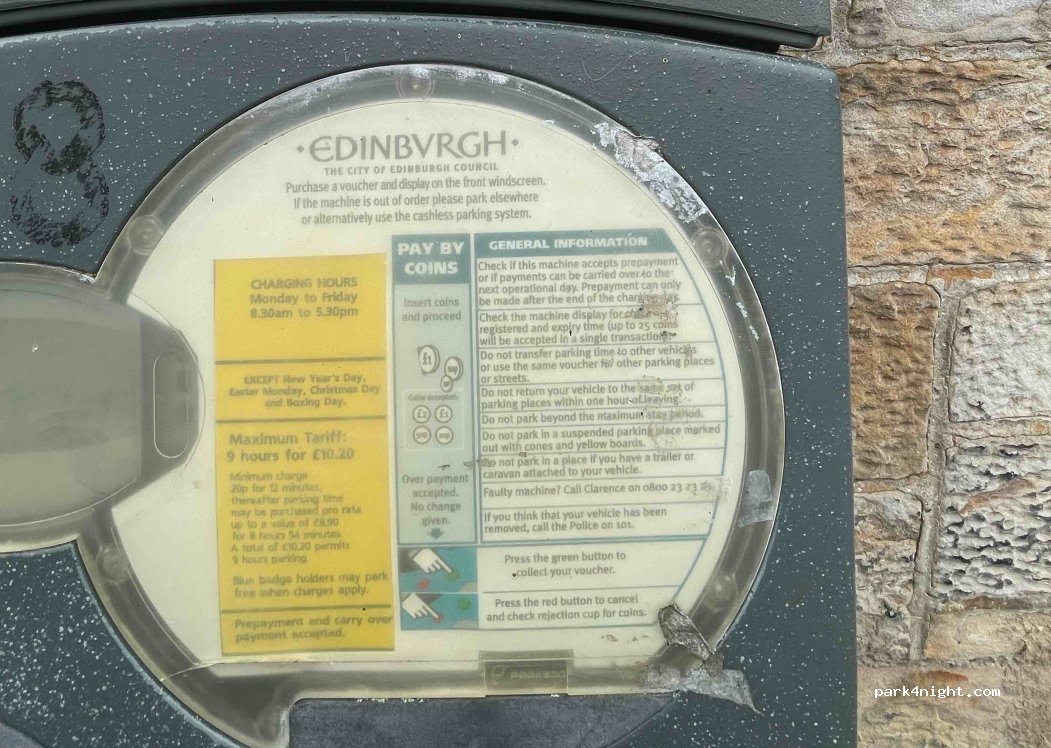 8
EDINBVRGH
THE CITY OF EDINBURGH COUNCIL
Purchase a voucher and display on the front windscreen.
If the machine is out of order please park elsewhere
or alternatively use the cashless parking system.
CHARGING HOURS
Monday to Friday
8.30am to 5.30pm
EXCEPT New Year's Day,
Easter Monday, Christmas Day
and Boxing Day.
Maximum Tariff:
9 hours for £10.20
Minimum charge
20p for 12 minutes,
thereafter parking time
may be purchased pro rata
up to a value of £8.90
for 8 hours 54 minutes.
A total of £10.20 permits
9 hours parking.
Blue badge holders may park
free when charges apply.
Prepayment and carry over
payment accepted.
PAY BY
COINS
Insert coins
and proceed
£1
50p
Coins accepted:
£2 £1
50p 20p
Over payment
accepted.
No change
given.
GENERAL INFORMATION
Check if this machine accepts prepayment
or if payments can be carried over to the
next operational day. Prepayment can only
be made after the end of the charging day.
Check the machine display for coins
registered and expiry time (up to 25 coins
will be accepted in a single transaction).
Do not transfer parking time to other vehicles
or use the same voucher for other parking places
or streets.
Do not return your vehicle to the same set of
parking places within one hour of leaving.
Do not park beyond the maximum stay period.
Do not park in a suspended parking place marked
out with cones and yellow boards.
Do not park in a place if you have a trailer or
caravan attached to your vehicle.
Faulty machine? Call Clarence on 0800 23 23
If you think that your vehicle has been
removed, call the Police on 101.
Press the green button to
collect your voucher.
Press the red button to cancel
and check rejection cup for coins.
park4night.com